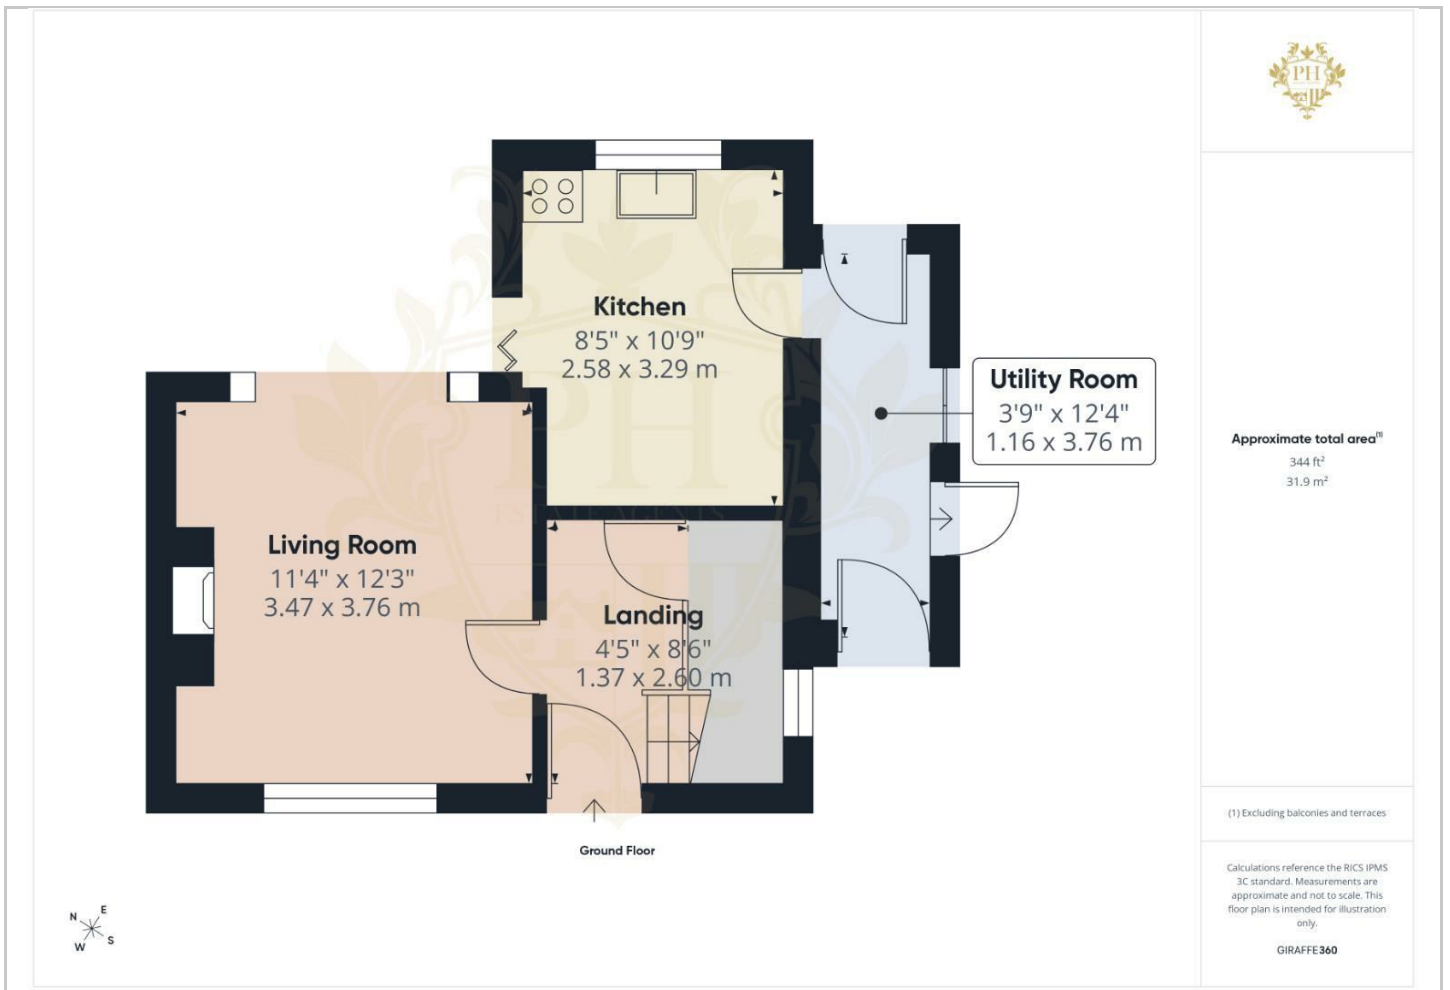 PH
Kitchen
8'5" x 10'9"
2.58 x 3.29 m
Utility Room
3'9" x 12'4"
1.16 x 3.76 m
Living Room
11'4" x 12'3"
3.47 x 3.76 m
Landing
4'5" x 8'6"
1.37 x 2.60 m
PH
ESTATE AGENTS
Ground Floor
N E
W S
Approximate total area(1)
344 ft²
31.9 m²
(1) Excluding balconies and terraces
Calculations reference the RICS IPMS
3C standard. Measurements are
approximate and not to scale. This
floor plan is intended for illustration
only.
GIRAFFE360